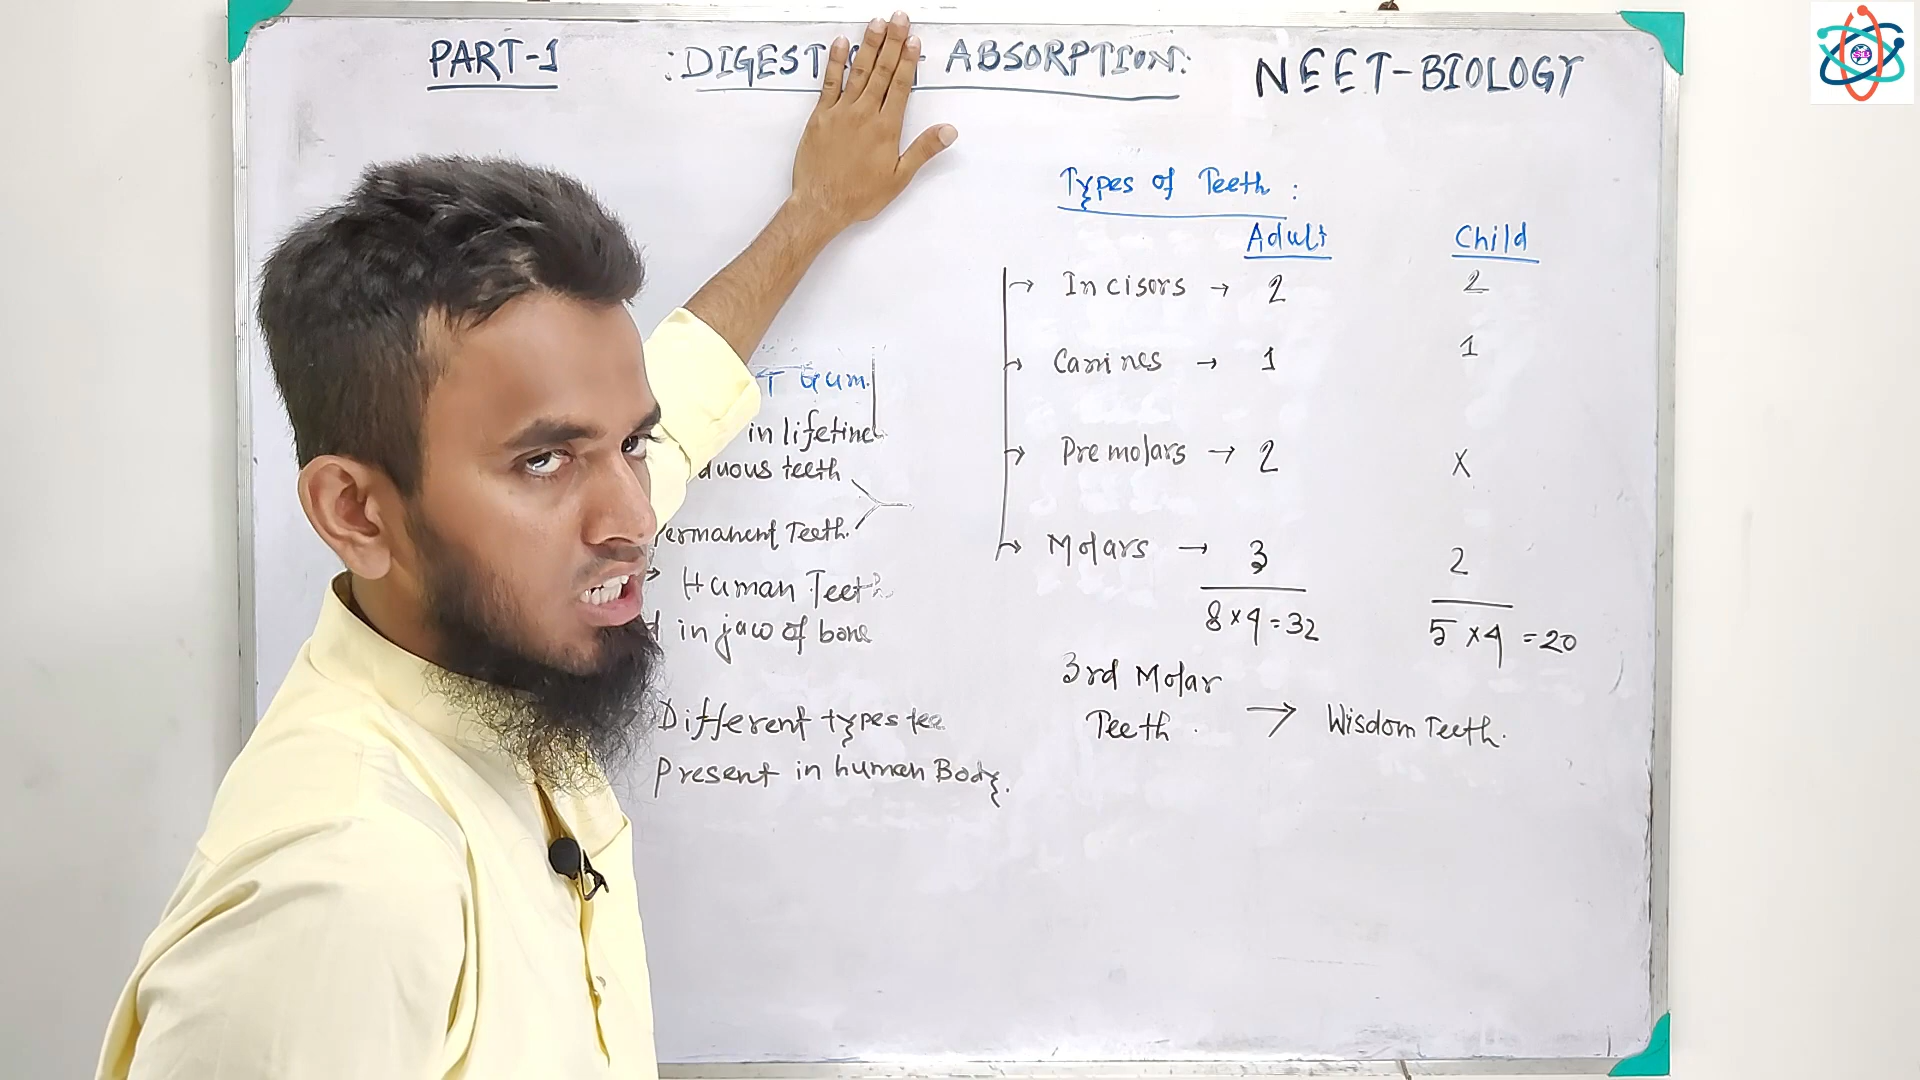 PART-1 : DIGEST ABSORPTION: NEET-BIOLOGY
Gum.
in lifetime
duous teeth
ermanent Teeth.
→ Human Teeth
in jaw of bone
Different types tee
Present in human Body.
Types of Teeth :
Adult Child
→ Incisors → 2 2
→ Canines → 1 1
→ Premolars → 2 X
→ Molars → 3 2
8×4=32 5×4=20
3rd Molar
Teeth. → Wisdom Teeth.